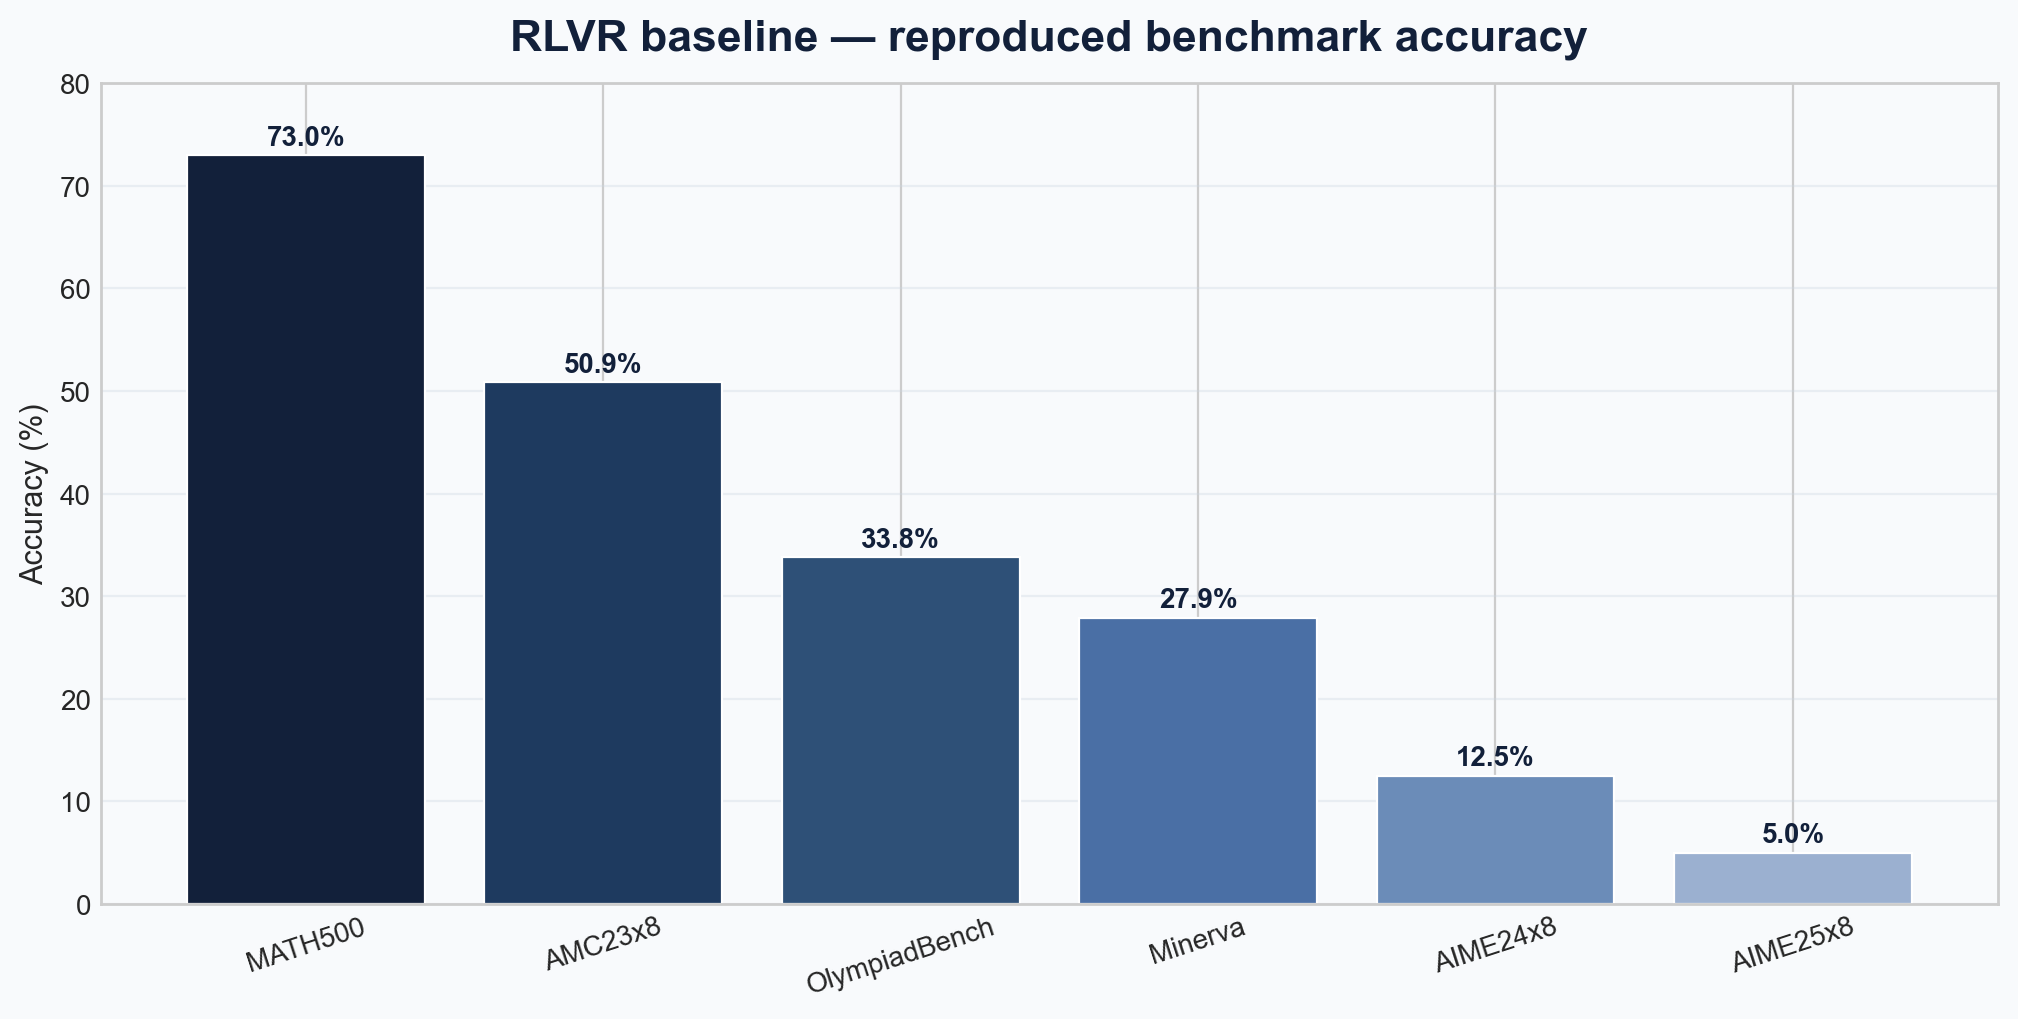 RLVR baseline — reproduced benchmark accuracy
Accuracy (%)
80
70
60
50
40
30
20
10
0
73.0%
50.9%
33.8%
27.9%
12.5%
5.0%
MATH500
AMC23x8
OlympiadBench
Minerva
AIME24x8
AIME25x8